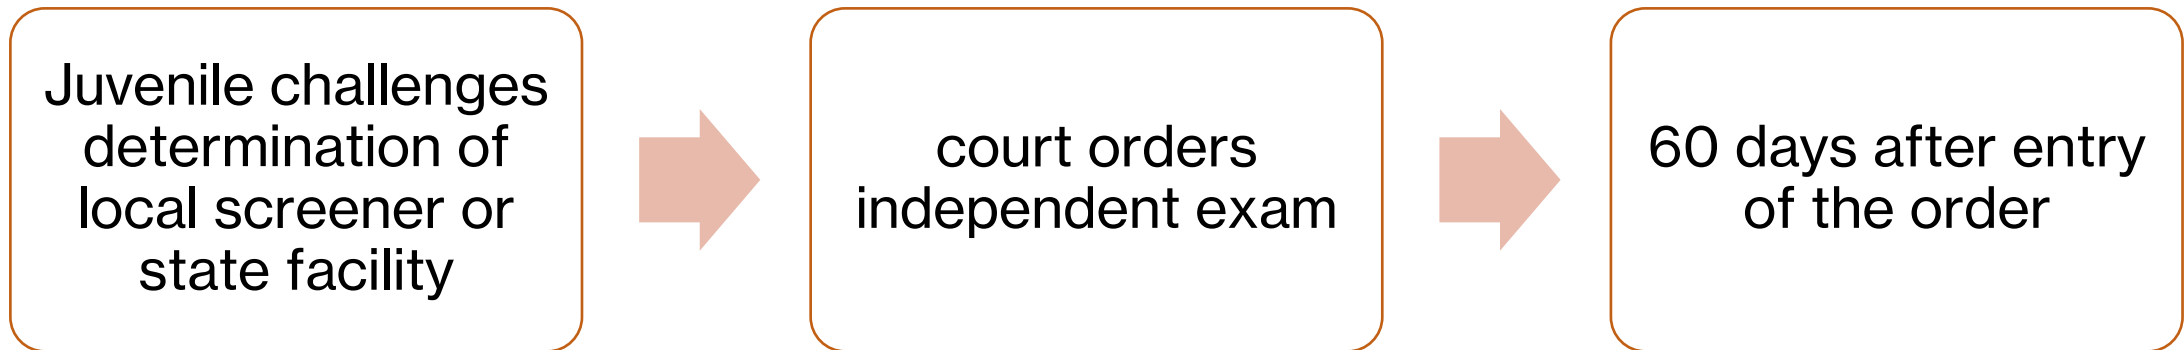 Juvenile challenges
determination of
local screener or
state facility
court orders
independent exam
60 days after entry
of the order